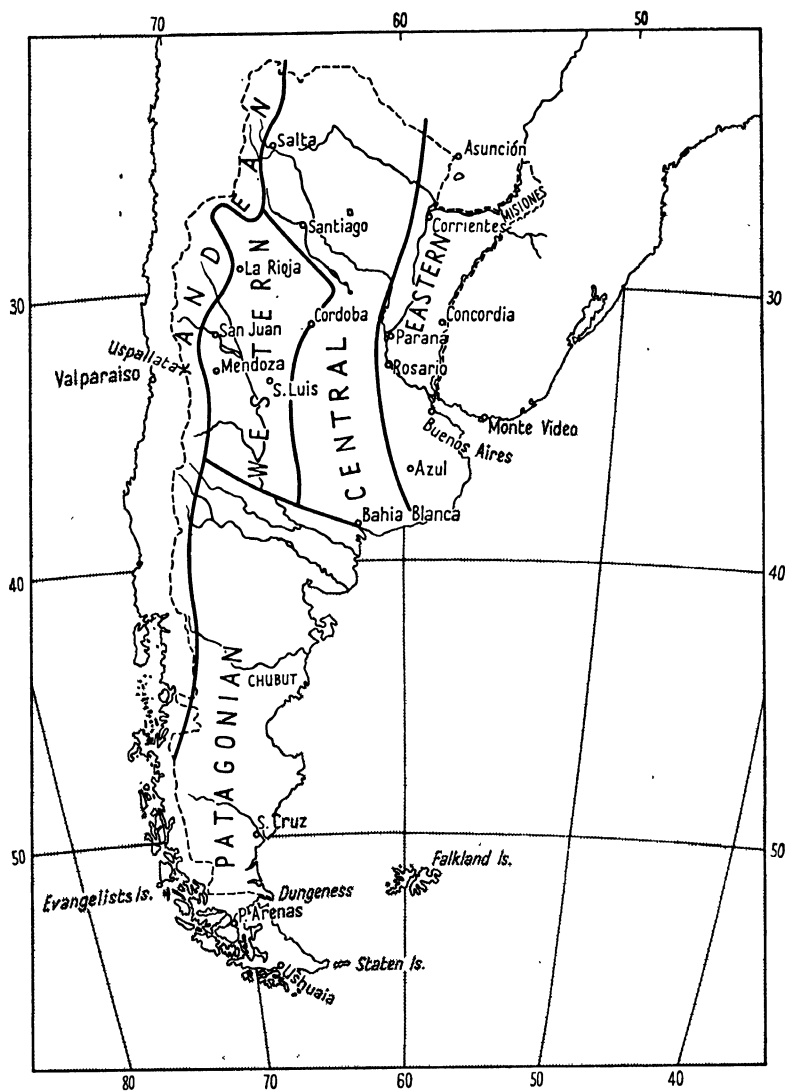 70
60
50
Salta
Asunción
MISIONES
ANDEAN
Santiago
Corrientes
La Rioja
WESTERN
EASTERN
30
30
Cordoba
Concordia
San Juan
Parana
Uspallata
Mendoza
Rosario
Valparaiso
S. Luis
CENTRAL
Monte Video
Buenos Aires
Azul
Bahia Blanca
40
40
PATAGONIAN
CHUBUT
S. Cruz
50
50
Falkland Is.
Evangelists Is.
Dungeness
P. Arenas
Staten Is.
Ushuaia
80
70
60
50
40